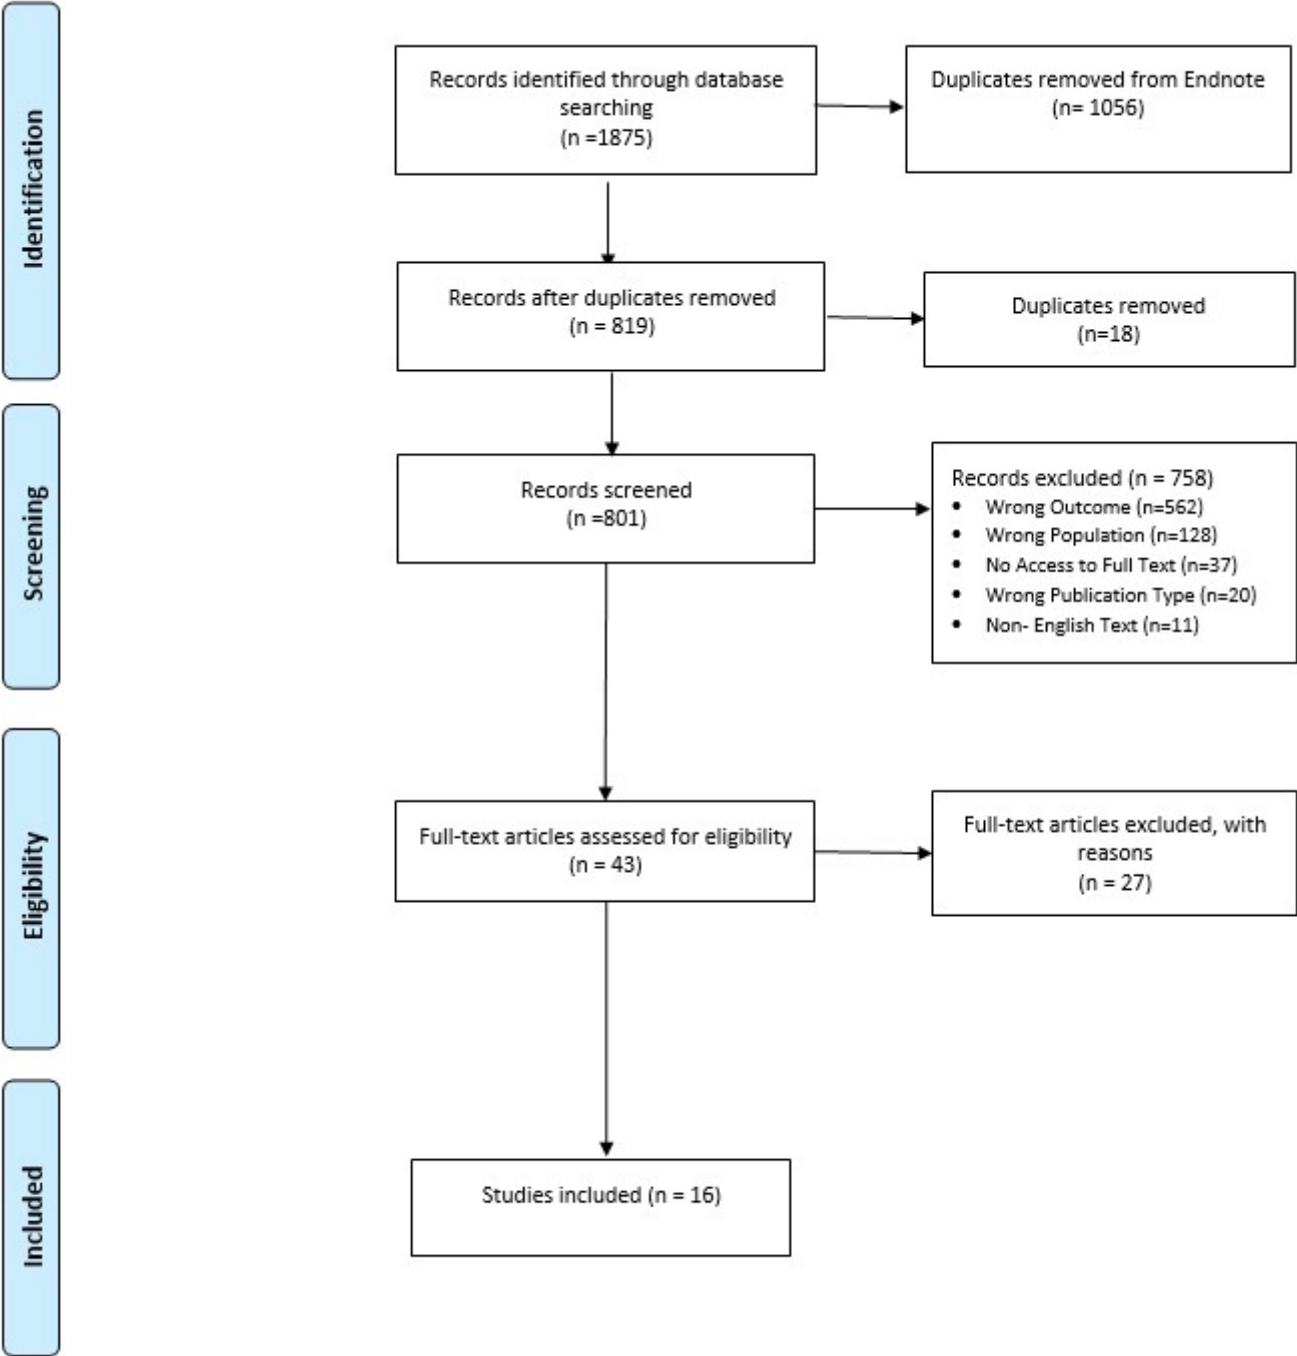 Identification
Records identified through database
searching
(n =1875)
Duplicates removed from Endnote
(n= 1056)
Records after duplicates removed
(n = 819)
Duplicates removed
(n=18)
Screening
Records screened
(n =801)
Records excluded (n = 758)
• Wrong Outcome (n=562)
• Wrong Population (n=128)
• No Access to Full Text (n=37)
• Wrong Publication Type (n=20)
• Non- English Text (n=11)
Eligibility
Full-text articles assessed for eligibility
(n = 43)
Full-text articles excluded, with
reasons
(n = 27)
Included
Studies included (n = 16)